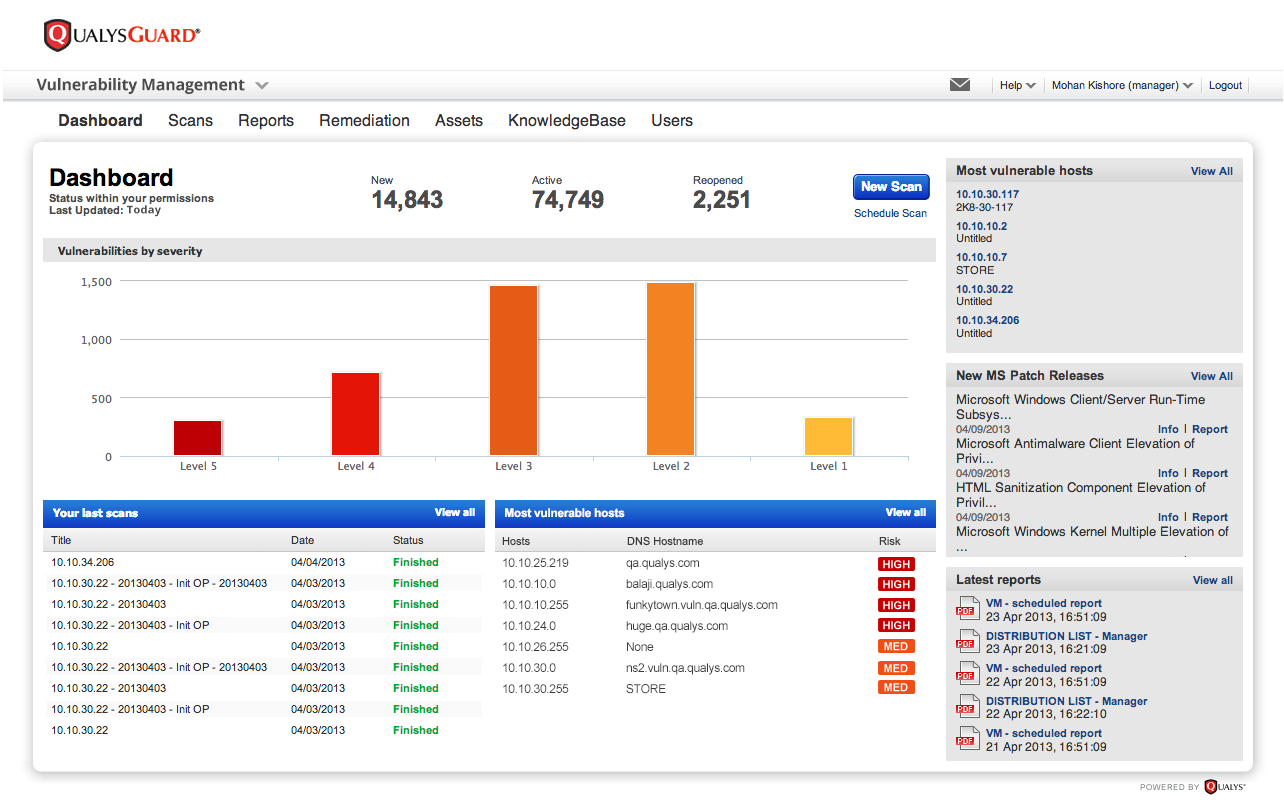 QUALYSGUARD®
Vulnerability Management
Help
Mohan Kishore (manager)
Logout
Dashboard Scans Reports Remediation Assets KnowledgeBase Users
Dashboard
Status within your permissions
Last Updated: Today
New
14,843
Active
74,749
Reopened
2,251
New Scan
Schedule Scan
Vulnerabilities by severity
1,500
1,000
500
0
Level 5 Level 4 Level 3 Level 2 Level 1
Your last scans View all
Title Date Status
10.10.34.206 04/04/2013 Finished
10.10.30.22 - 20130403 - Init OP - 20130403 04/03/2013 Finished
10.10.30.22 - 20130403 04/03/2013 Finished
10.10.30.22 - 20130403 - Init OP 04/03/2013 Finished
10.10.30.22 04/03/2013 Finished
10.10.30.22 - 20130403 - Init OP - 20130403 04/03/2013 Finished
10.10.30.22 - 20130403 04/03/2013 Finished
10.10.30.22 - 20130403 - Init OP 04/03/2013 Finished
10.10.30.22 04/03/2013 Finished
Most vulnerable hosts View all
Hosts DNS Hostname Risk
10.10.25.219 qa.qualys.com HIGH
10.10.10.0 balaji.qualys.com HIGH
10.10.10.255 funkytown.vuln.qa.qualys.com HIGH
10.10.24.0 huge.qa.qualys.com HIGH
10.10.26.255 None MED
10.10.30.0 ns2.vuln.qa.qualys.com MED
10.10.30.255 STORE MED
Most vulnerable hosts View All
10.10.30.117
2K8-30-117
10.10.10.2
Untitled
10.10.10.7
STORE
10.10.30.22
Untitled
10.10.34.206
Untitled
New MS Patch Releases View All
Microsoft Windows Client/Server Run-Time
Subsys...
04/09/2013 Info | Report
Microsoft Antimalware Client Elevation of
Privi...
04/09/2013 Info | Report
HTML Sanitization Component Elevation of
Privil...
04/09/2013 Info | Report
Microsoft Windows Kernel Multiple Elevation of
...
Latest reports View all
PDF VM - scheduled report
23 Apr 2013, 16:51:09
PDF DISTRIBUTION LIST - Manager
23 Apr 2013, 16:21:09
PDF VM - scheduled report
22 Apr 2013, 16:51:09
PDF DISTRIBUTION LIST - Manager
22 Apr 2013, 16:22:10
PDF VM - scheduled report
21 Apr 2013, 16:51:09
POWERED BY QUALYS®